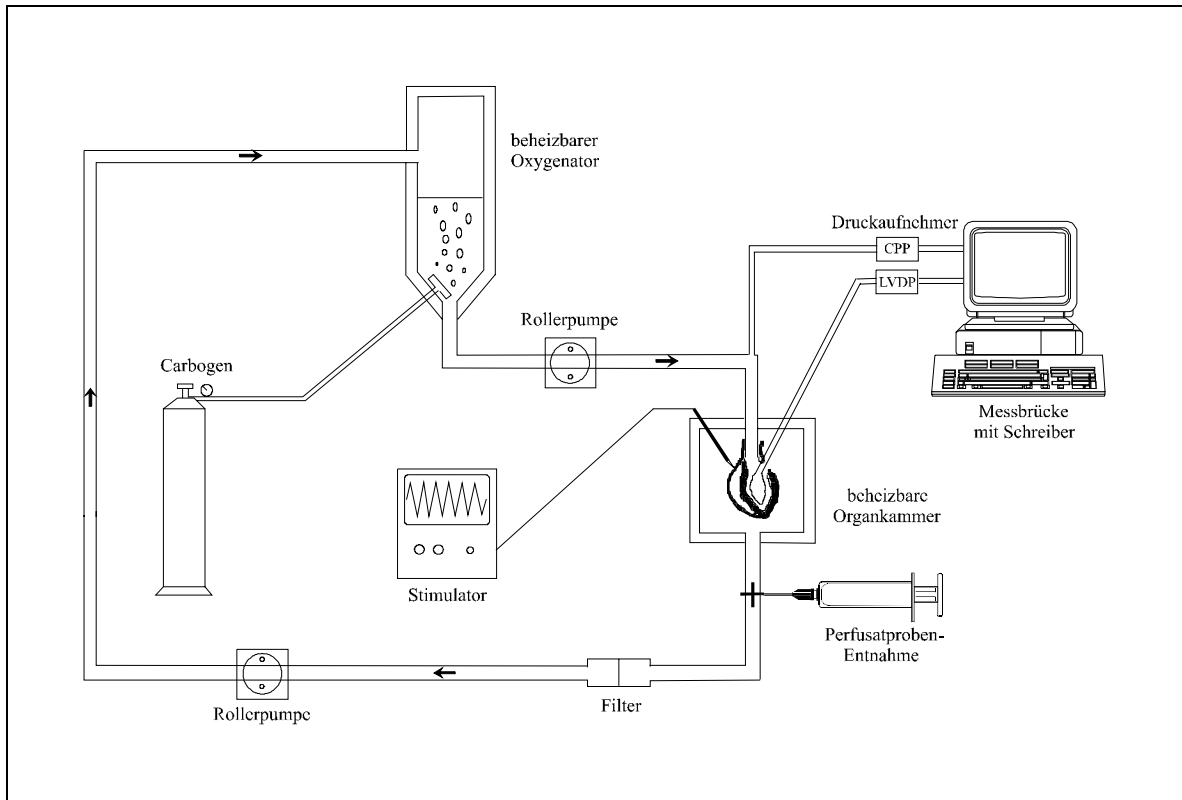 beheizbarer
Oxygenator
Druckaufnehmer
CPP
LVDP
Rollerpumpe
Carbogen
Messbrücke
mit Schreiber
beheizbare
Organkammer
Stimulator
Perfusatproben-
Entnahme
Filter
Rollerpumpe